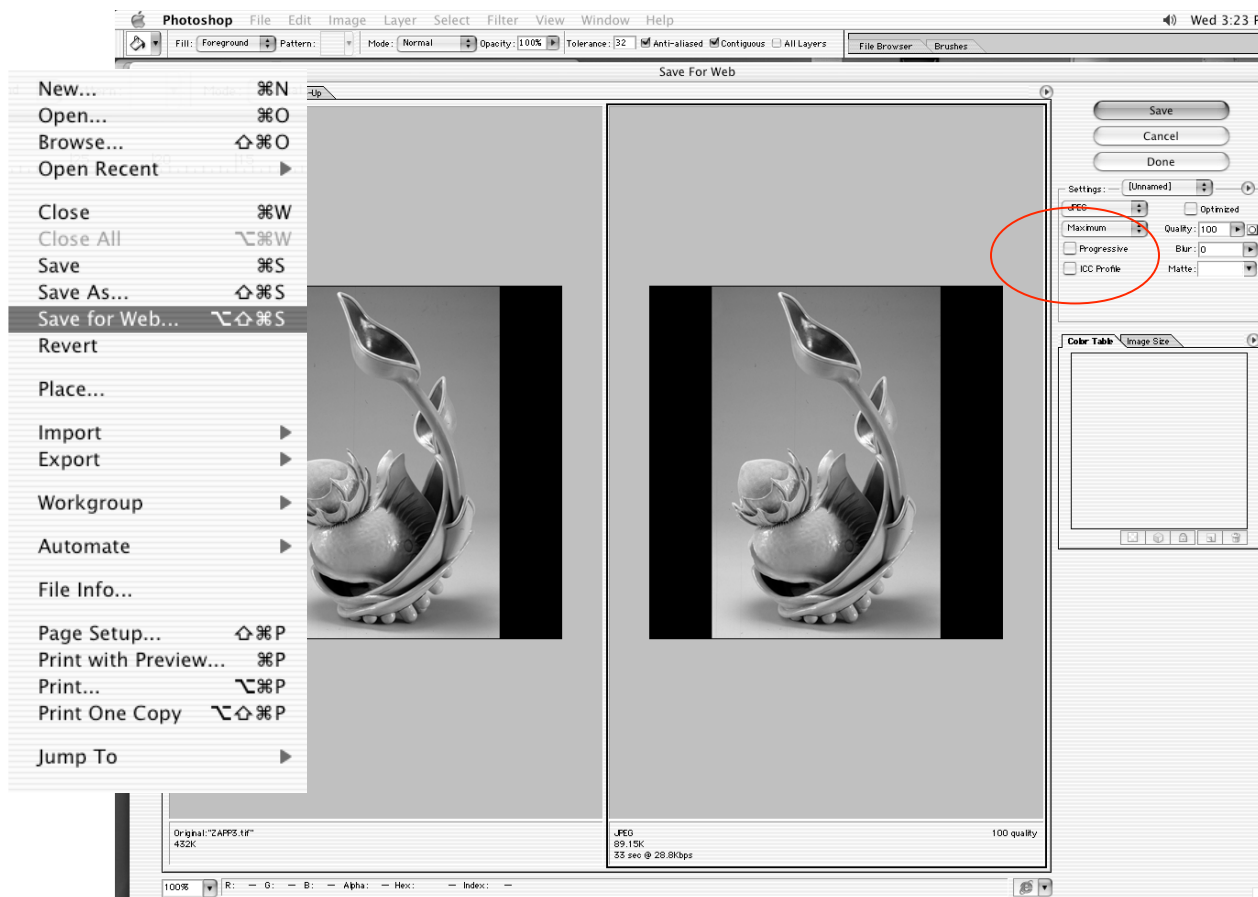 Photoshop File Edit Image Layer Select Filter View Window Help
Wed 3:23 P
Fill: Foreground Pattern: Mode: Normal Opacity: 100% Tolerance: 32 Anti-aliased Contiguous All Layers
File Browser Brushes
Save For Web
New... ⌘N
Open... ⌘O
Browse... ⇧⌘O
Open Recent
Close ⌘W
Close All ⌥⌘W
Save ⌘S
Save As... ⇧⌘S
Save for Web... ⌥⇧⌘S
Revert
Place...
Import
Export
Workgroup
Automate
File Info...
Page Setup... ⇧⌘P
Print with Preview... ⌘P
Print... ⌥⌘P
Print One Copy ⌥⇧⌘P
Jump To
-Up
Save
Cancel
Done
Settings: [Unnamed]
JPEG Optimized
Maximum Quality: 100
Progressive Blur: 0
ICC Profile Matte:
Color Table Image Size
Original: "ZAPP3.tif"
432K
JPEG 100 quality
89.15K
33 sec @ 28.8Kbps
100% R: — G: — B: — Alpha: — Hex: — Index: —